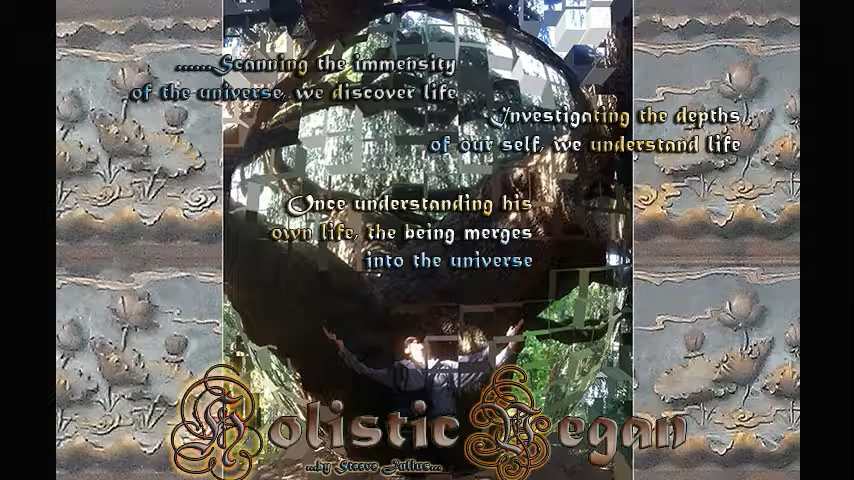 .......Scanning the immensity
of the universe, we discover life
Investigating the depths
of our self, we understand life
Once understanding his
own life, the being merges
into the universe
Holistic Vegan
...by Steeve Julius...